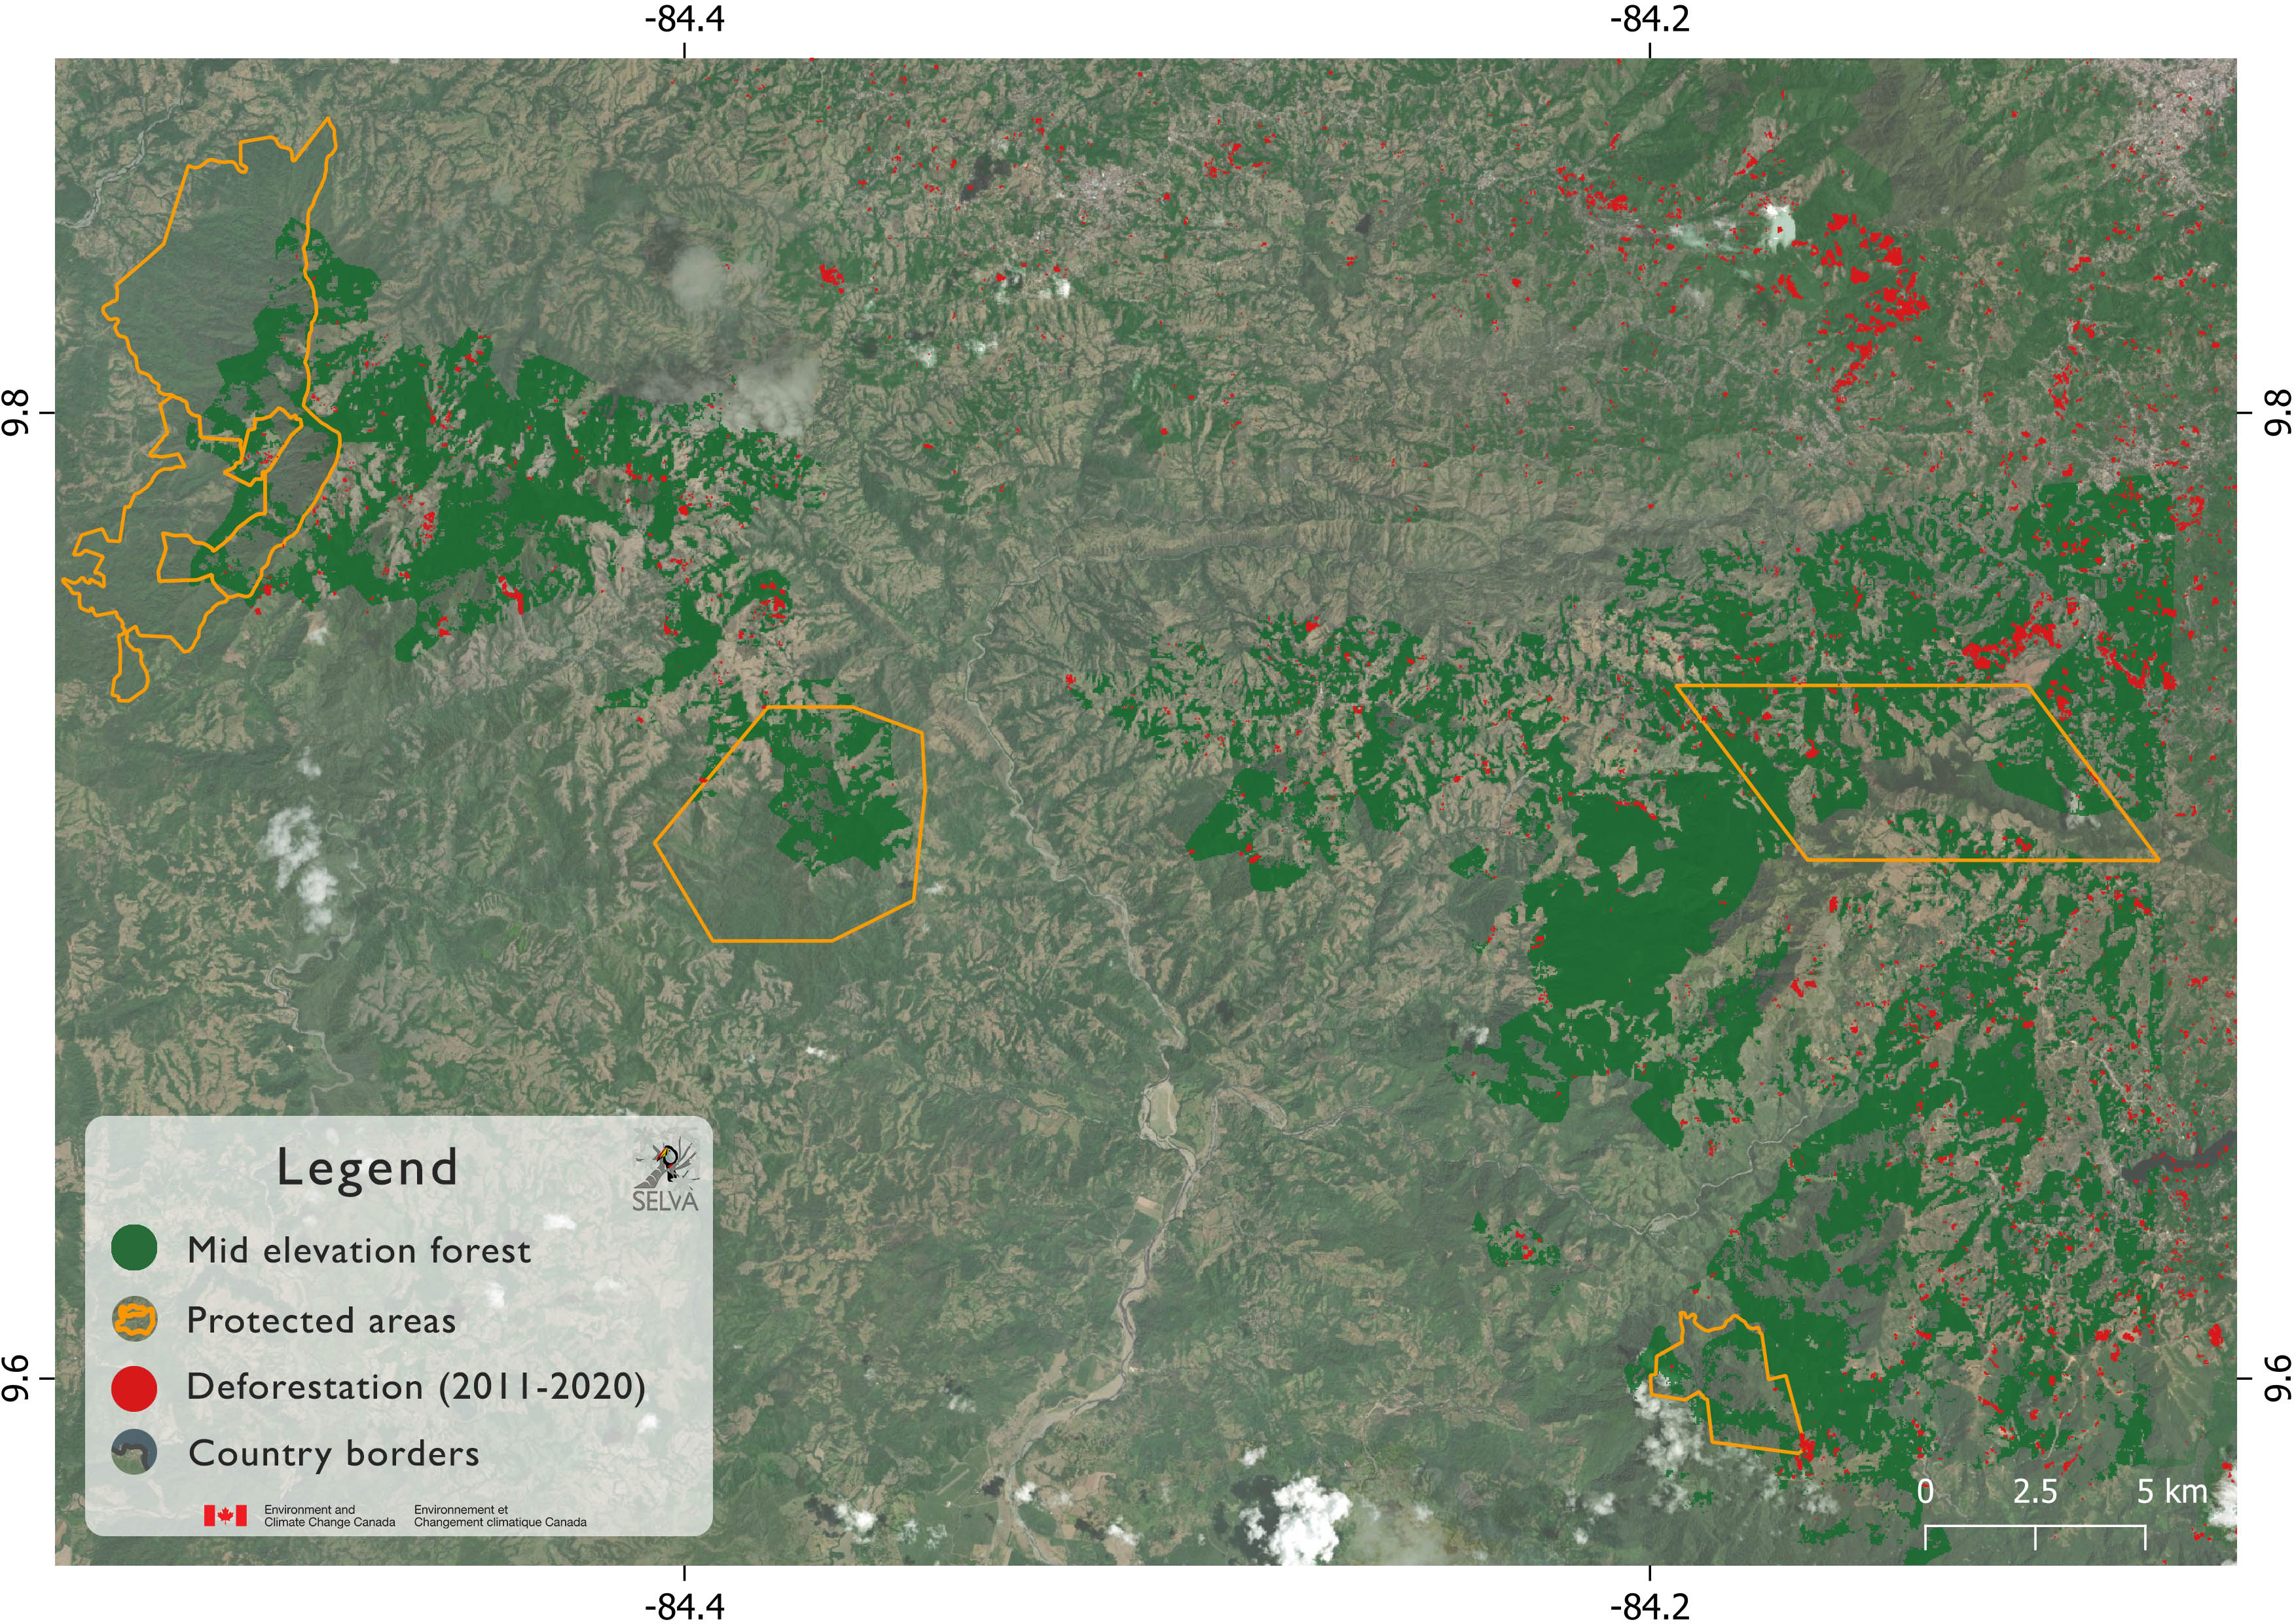 -84.4 -84.2
9.8 9.8
Legend
SELVÀ
Mid elevation forest
Protected areas
Deforestation (2011-2020)
Country borders
Environment and Environnement et
Climate Change Canada Changement climatique Canada
9.6 9.6
0 2.5 5 km
-84.4 -84.2